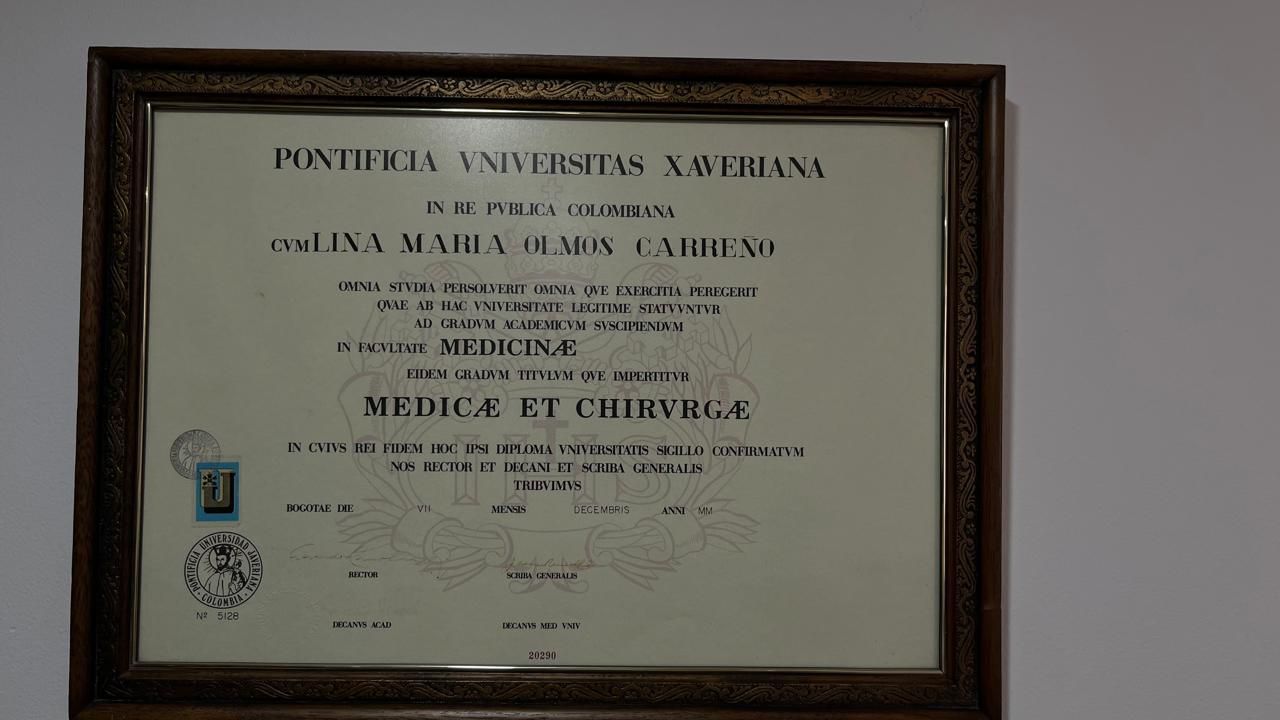 PONTIFICIA VNIVERSITAS XAVERIANA
IN RE PVBLICA COLOMBIANA
CVM LINA MARIA OLMOS CARREÑO
OMNIA STVDIA PERSOLVERIT OMNIA QVE EXERCITIA PEREGERIT
QVAE AB HAC VNIVERSITATE LEGITIME STATVVNTVR
AD GRADVM ACADEMICVM SVSCIPIENDVM
IN FACVLTATE MEDICINÆ
EIDEM GRADVM TITVLVM QVE IMPERTITVR
MEDICÆ ET CHIRVRGÆ
IN CVIVS REI FIDEM HOC IPSI DIPLOMA VNIVERSITATIS SIGILLO CONFIRMATVM
NOS RECTOR ET DECANI ET SCRIBA GENERALIS
TRIBVIMVS
BOGOTAE DIE VII MENSIS DECEMBRIS ANNI MM
RECTOR SCRIBA GENERALIS
DECANVS ACAD DECANVS MED VNIV
20290
U
PONTIFICIA UNIVERSIDAD JAVERIANA
COLOMBIA
Nº 5128
IHS